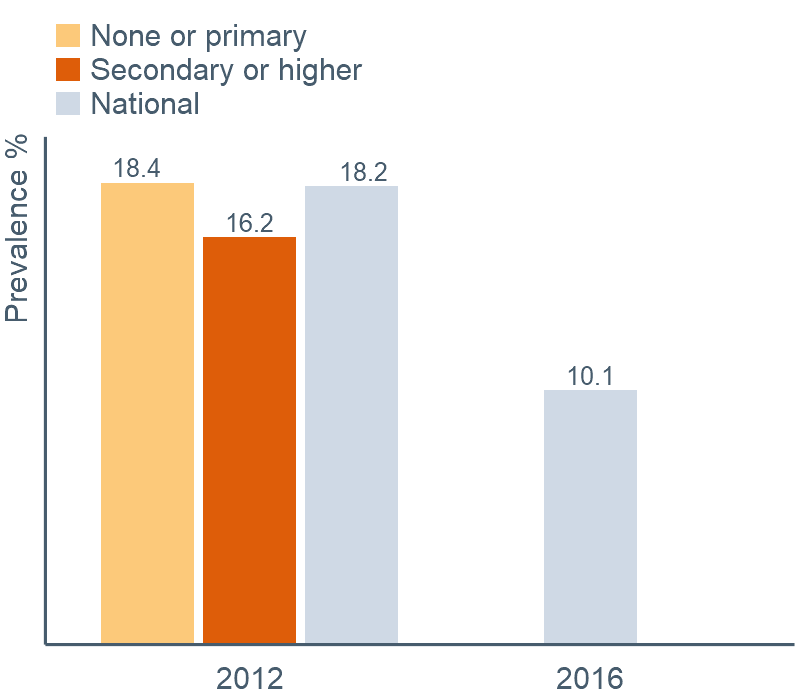 None or primary
Secondary or higher
National
Prevalence %
18.4
16.2
18.2
10.1
2012
2016